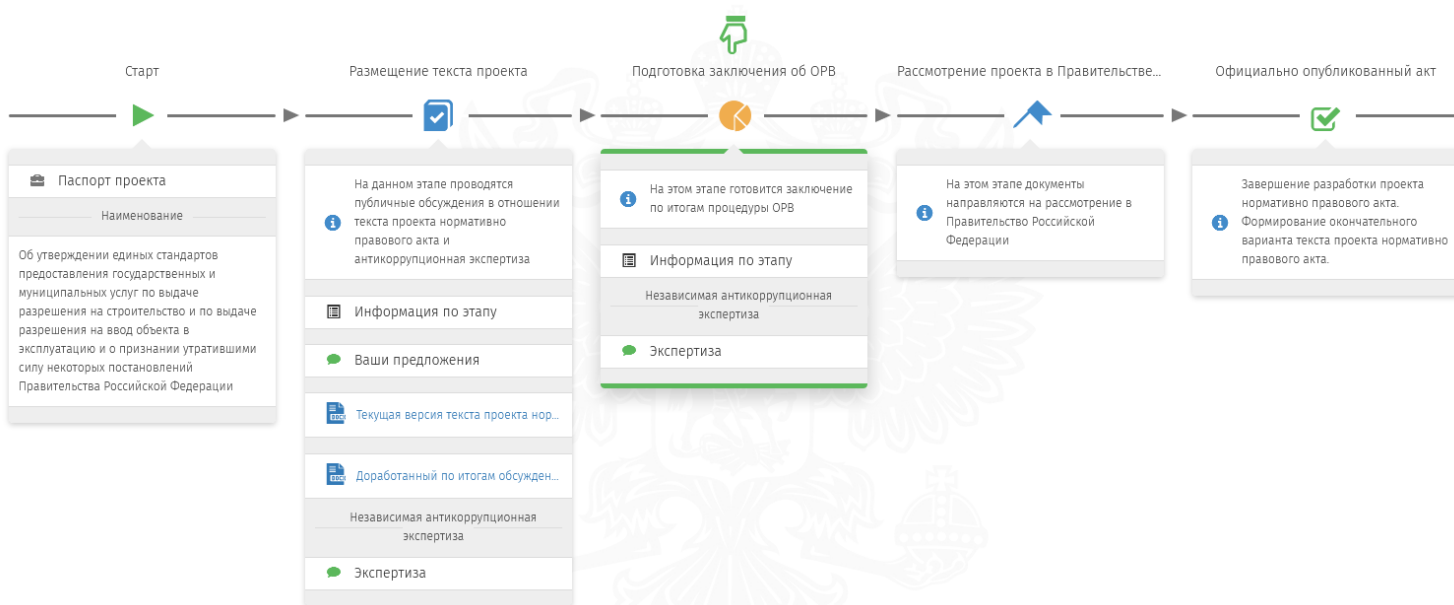 Старт
Паспорт проекта
Наименование
Об утверждении единых стандартов
предоставления государственных и
муниципальных услуг по выдаче
разрешения на строительство и по выдаче
разрешения на ввод объекта в
эксплуатацию и о признании утратившими
силу некоторых постановлений
Правительства Российской Федерации
Размещение текста проекта
На данном этапе проводятся
публичные обсуждения в отношении
текста проекта нормативно
правового акта и
антикоррупционная экспертиза
Информация по этапу
Ваши предложения
Текущая версия текста проекта нор...
Доработанный по итогам обсужден...
Независимая антикоррупционная
экспертиза
Экспертиза
Подготовка заключения об ОРВ
На этом этапе готовится заключение
по итогам процедуры ОРВ
Информация по этапу
Независимая антикоррупционная
экспертиза
Экспертиза
Рассмотрение проекта в Правительстве...
На этом этапе документы
направляются на рассмотрение в
Правительство Российской
Федерации
Официально опубликованный акт
Завершение разработки проекта
нормативно правового акта.
Формирование окончательного
варианта текста проекта нормативно
правового акта.